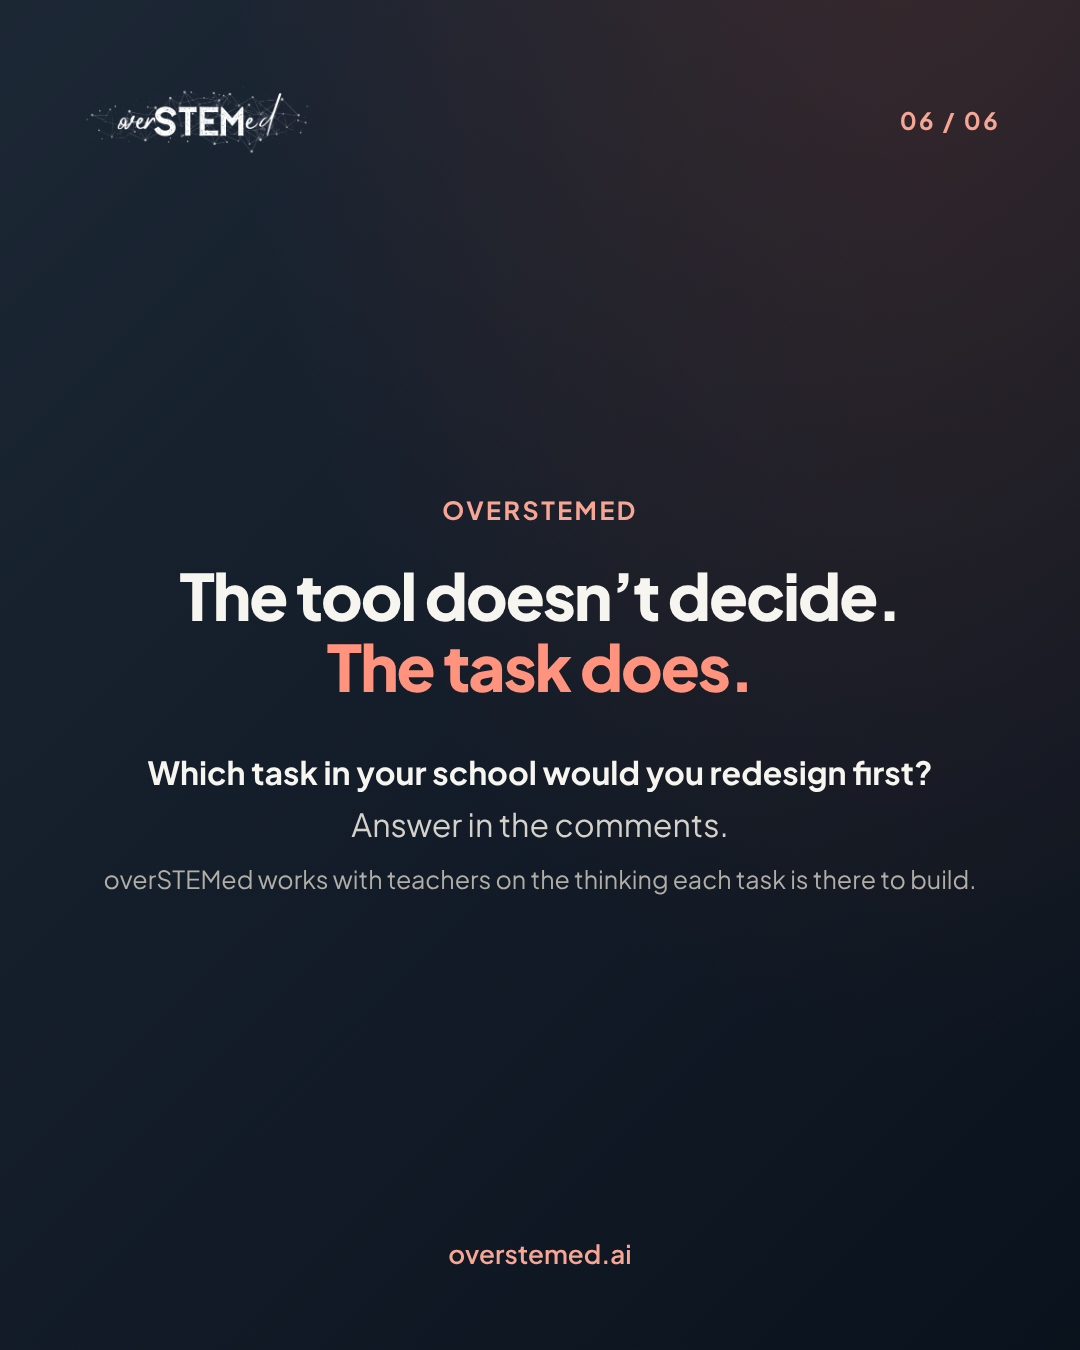 overSTEMed
06 / 06
OVERSTEMED
The tool doesn’t decide.
The task does.
Which task in your school would you redesign first?
Answer in the comments.
overSTEMed works with teachers on the thinking each task is there to build.
overstemed.ai